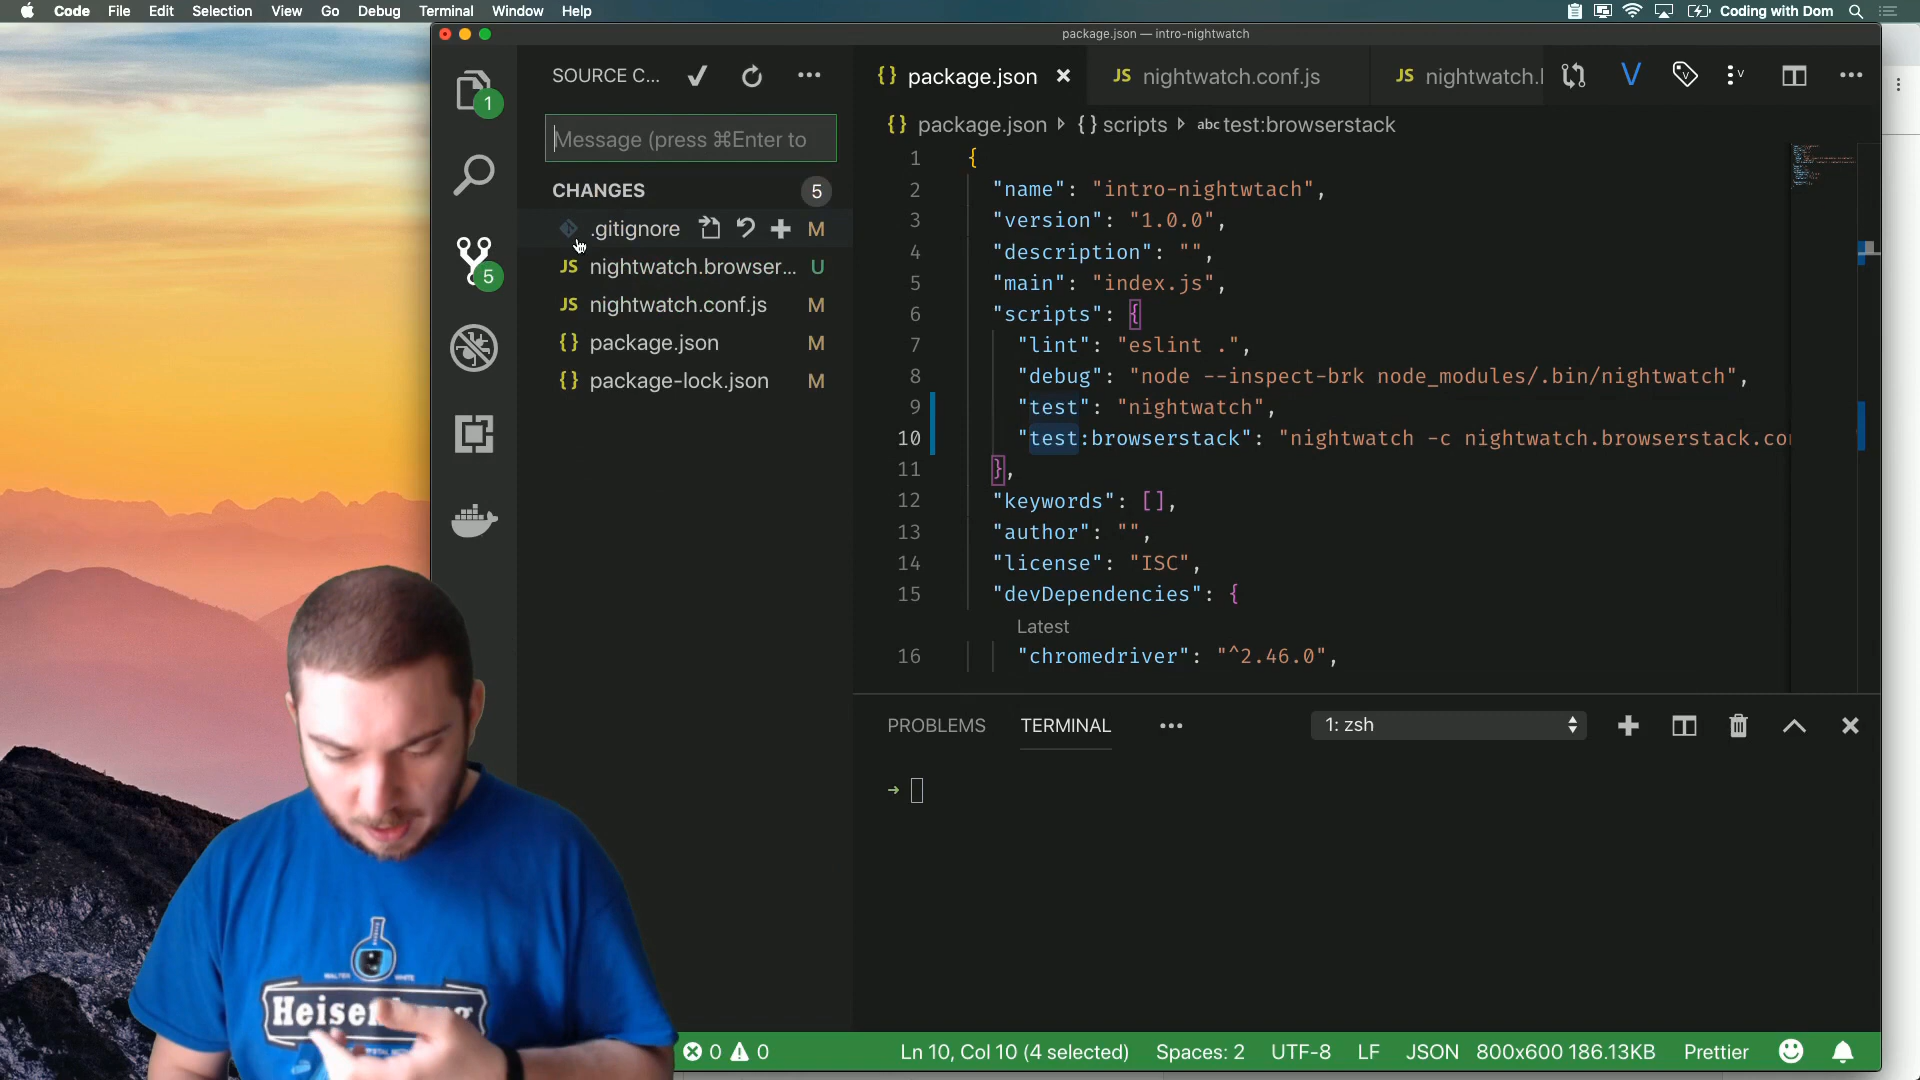 Code File Edit Selection View Go Debug Terminal Window Help
Coding with Dom
package.json — intro-nightwatch
SOURCE C...
package.json
JS nightwatch.conf.js
JS nightwatch.
1
Message (press ⌘Enter to
{} package.json {} scripts abc test:browserstack
CHANGES 5
.gitignore M
JS nightwatch.browser... U
JS nightwatch.conf.js M
{} package.json M
{} package-lock.json M
5
1 {
2 "name": "intro-nightwtach",
3 "version": "1.0.0",
4 "description": "",
5 "main": "index.js",
6 "scripts": {
7 "lint": "eslint .",
8 "debug": "node --inspect-brk node_modules/.bin/nightwatch",
9 "test": "nightwatch",
10 "test:browserstack": "nightwatch -c nightwatch.browserstack.co
11 },
12 "keywords": [],
13 "author": "",
14 "license": "ISC",
15 "devDependencies": {
Latest
16 "chromedriver": "^2.46.0",
PROBLEMS TERMINAL 1: zsh
WALTER WHITE
0 0 Ln 10, Col 10 (4 selected) Spaces: 2 UTF-8 LF JSON 800x600 186.13KB Prettier